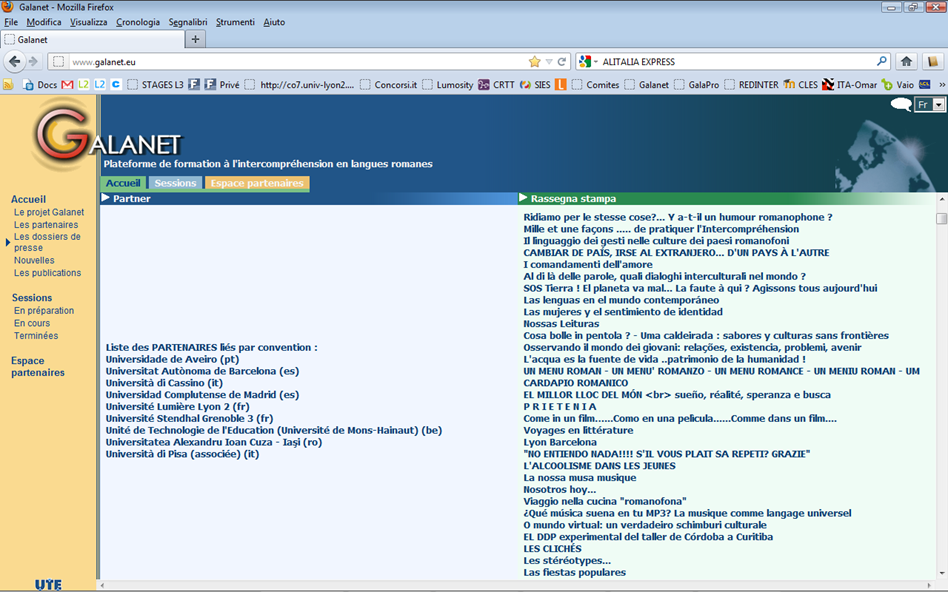 Galanet - Mozilla Firefox
File Modifica Visualizza Cronologia Segnalibri Strumenti Aiuto
Galanet +
www.galanet.eu ALITALIA EXPRESS
Docs L2 L2 STAGES L3 Privé http://co7.univ-lyon2.... Concorsi.it Lumosity CRTT SIES Comites Galanet GalaPro REDINTER CLES ITA-Omar Vaio »
Fr
GALANET
Plateforme de formation à l'intercompréhension en langues romanes
Accueil Sessions Espace partenaires
Accueil
Le projet Galanet
Les partenaires
Les dossiers de
presse
Nouvelles
Les publications
Sessions
En préparation
En cours
Terminées
Espace
partenaires
UTE
Partner
Liste des PARTENAIRES liés par convention :
Universidade de Aveiro (pt)
Universitat Autònoma de Barcelona (es)
Università di Cassino (it)
Universidad Complutense de Madrid (es)
Université Lumière Lyon 2 (fr)
Université Stendhal Grenoble 3 (fr)
Unité de Technologie de l'Education (Université de Mons-Hainaut) (be)
Universitatea Alexandru Ioan Cuza - Iaşi (ro)
Università di Pisa (associée) (it)
Rassegna stampa
Ridiamo per le stesse cose?... Y a-t-il un humour romanophone ?
Mille et une façons ..... de pratiquer l'Intercompréhension
Il linguaggio dei gesti nelle culture dei paesi romanofoni
CAMBIAR DE PAÍS, IRSE AL EXTRANJERO... D'UN PAYS À L'AUTRE
I comandamenti dell'amore
Al di là delle parole, quali dialoghi interculturali nel mondo ?
SOS Tierra ! El planeta va mal... La faute à qui ? Agissons tous aujourd'hui
Las lenguas en el mundo contemporáneo
Las mujeres y el sentimiento de identidad
Nossas Leituras
Cosa bolle in pentola ? - Uma caldeirada : sabores y culturas sans frontières
Osservando il mondo dei giovani: relações, existencia, problemi, avenir
L'acqua es la fuente de vida ..patrimonio de la humanidad !
UN MENU ROMAN - UN MENU' ROMANZO - UN MENU ROMANCE - UN MENIU ROMAN - UM
CARDAPIO ROMANICO
EL MILLOR LLOC DEL MÓN <br> sueño, réalité, speranza e busca
P R I E T E N I A
Come in un film.....Como en una pelicula......Comme dans un film....
Voyages en littérature
Lyon Barcelona
"NO ENTIENDO NADA!!!! S'IL VOUS PLAIT SA REPETI? GRAZIE"
L'ALCOOLISME DANS LES JEUNES
La nossa musa musique
Nosotros hoy...
Viaggio nella cucina "romanofona"
¿Qué música suena en tu MP3? La musique comme langage universel
O mundo virtual: un verdadeiro schimburi culturale
EL DDP experimental del taller de Córdoba a Curitiba
LES CLICHÉS
Les stéréotypes...
Las fiestas populares